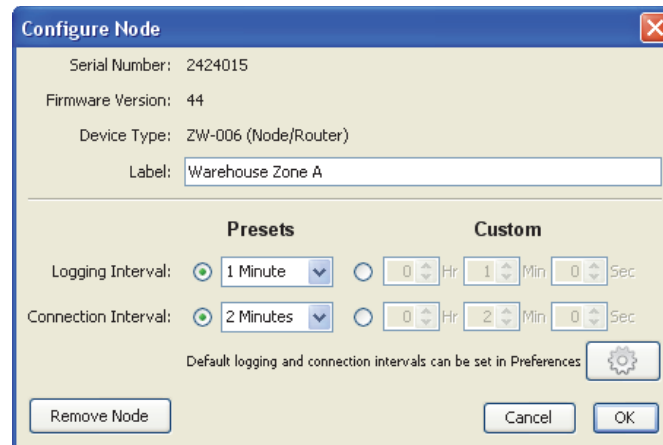 Configure Node
Serial Number: 2424015
Firmware Version: 44
Device Type: ZW-006 (Node/Router)
Label: Warehouse Zone A
Presets Custom
Logging Interval: 1 Minute 0 Hr 1 Min 0 Sec
Connection Interval: 2 Minutes 0 Hr 2 Min 0 Sec
Default logging and connection intervals can be set in Preferences
Remove Node Cancel OK